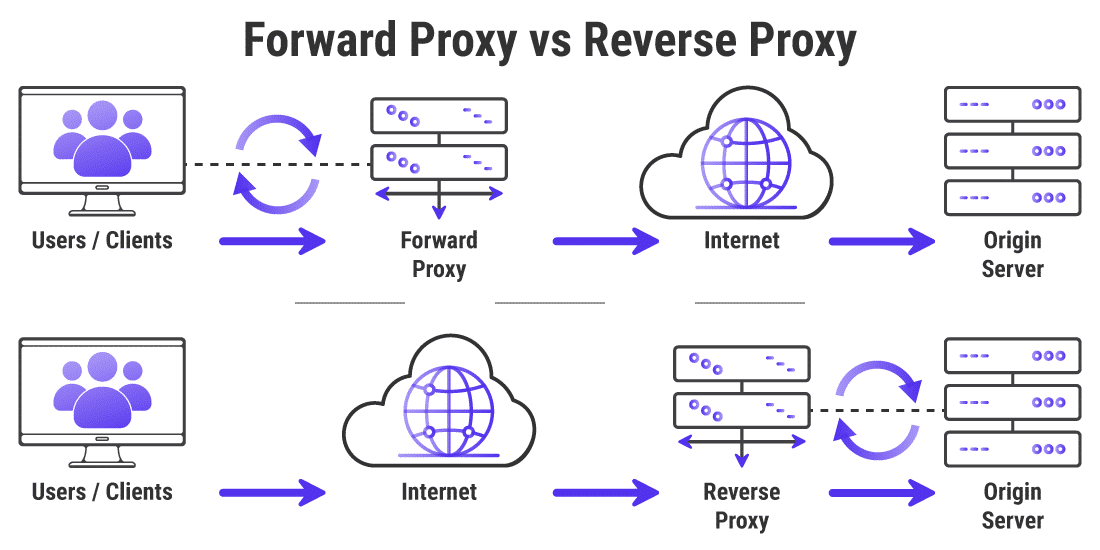 Forward Proxy vs Reverse Proxy
Users / Clients
Forward
Proxy
Internet
Origin
Server
Users / Clients
Internet
Reverse
Proxy
Origin
Server